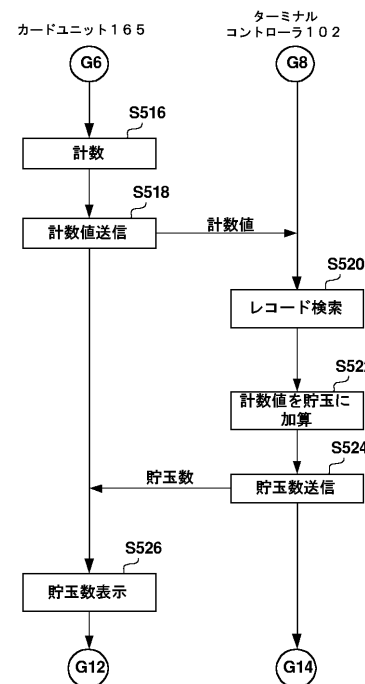 カードユニット１６５
ターミナル
コントローラ１０２
G6
G8
S516
計数
S518
計数値送信
計数値
S520
レコード検索
S522
計数値を貯玉に
加算
S524
貯玉数
貯玉数送信
S526
貯玉数表示
G12
G14